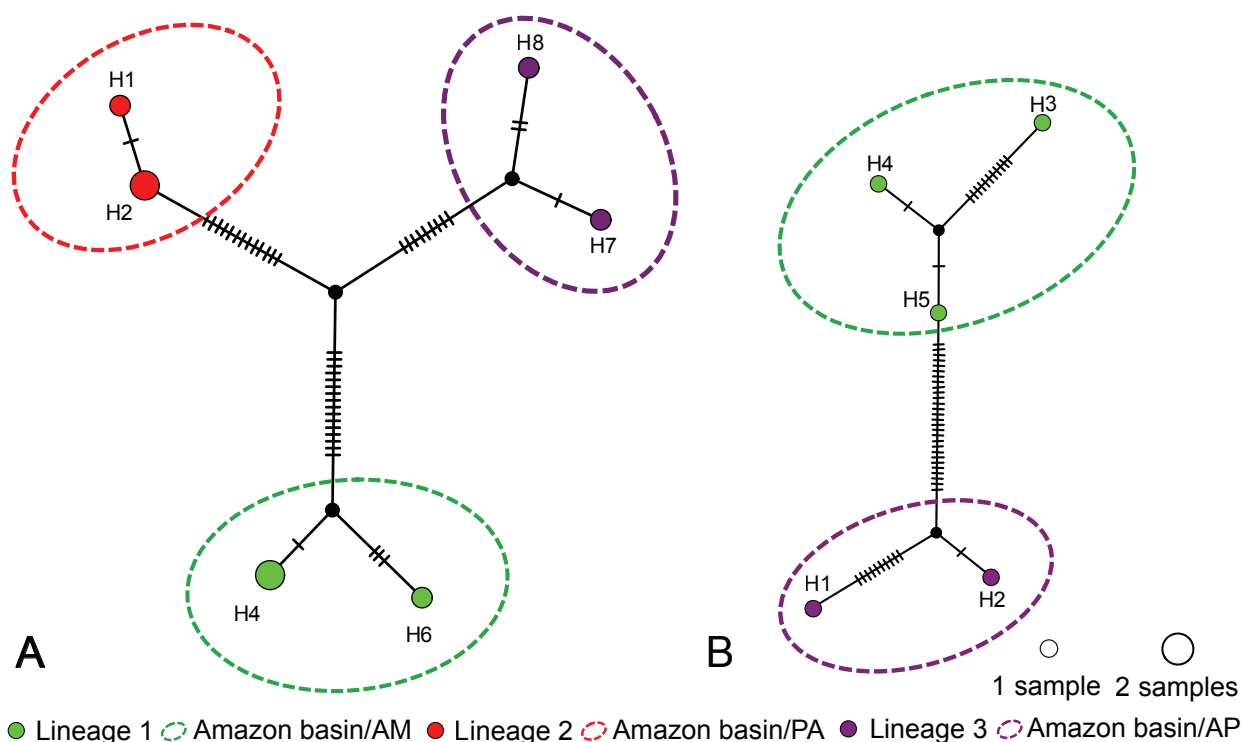 H1
H2
H8
H7
H4
H6
A
H3
H4
H5
H1
H2
B
1 sample 2 samples
Lineage 1 Amazon basin/AM Lineage 2 Amazon basin/PA Lineage 3 Amazon basin/AP